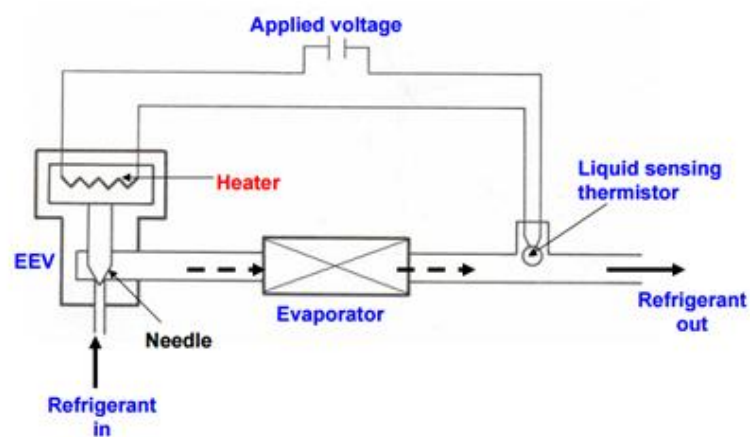 Applied voltage
Heater
Liquid sensing
thermistor
EEV
Evaporator
Refrigerant
out
Needle
Refrigerant
in